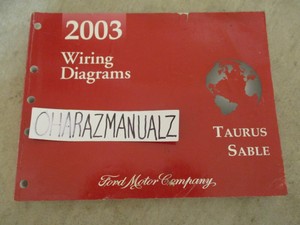 2003
Wiring
Diagrams
OHARAZMANUALZ
TAURUS
SABLE
Ford Motor Company